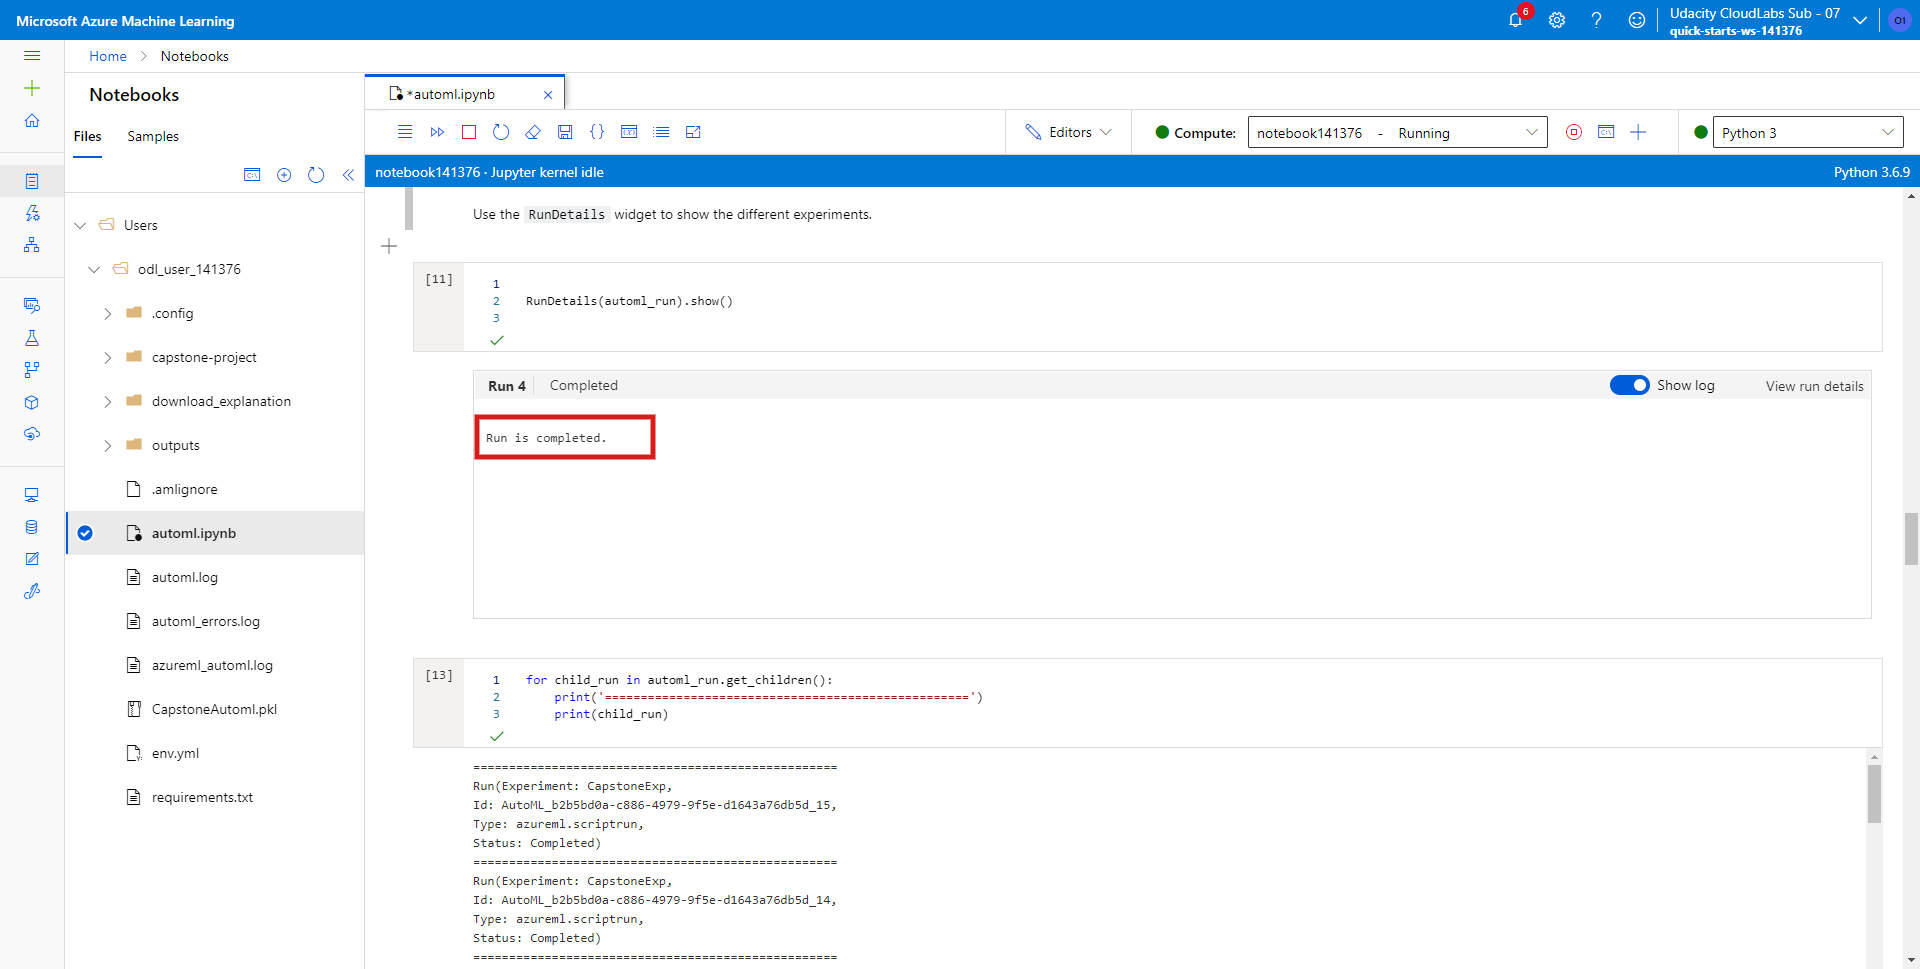 Microsoft Azure Machine Learning
6
Udacity CloudLabs Sub - 07
quick-starts-ws-141376
O1
Home
Notebooks
Notebooks
Files
Samples
Users
odl_user_141376
.config
capstone-project
download_explanation
outputs
.amlignore
automl.ipynb
automl.log
automl_errors.log
azureml_automl.log
CapstoneAutoml.pkl
env.yml
requirements.txt
*automl.ipynb
Editors
Compute:
notebook141376 - Running
Python 3
notebook141376 · Jupyter kernel idle
Python 3.6.9
Use the RunDetails widget to show the different experiments.
[11]
1
2 RunDetails(automl_run).show()
3
Run 4 Completed
Show log
View run details
Run is completed.
[13]
1 for child_run in automl_run.get_children():
2 print('===================================================')
3 print(child_run)
===================================================
Run(Experiment: CapstoneExp,
Id: AutoML_b2b5bd0a-c886-4979-9f5e-d1643a76db5d_15,
Type: azureml.scriptrun,
Status: Completed)
===================================================
Run(Experiment: CapstoneExp,
Id: AutoML_b2b5bd0a-c886-4979-9f5e-d1643a76db5d_14,
Type: azureml.scriptrun,
Status: Completed)
===================================================